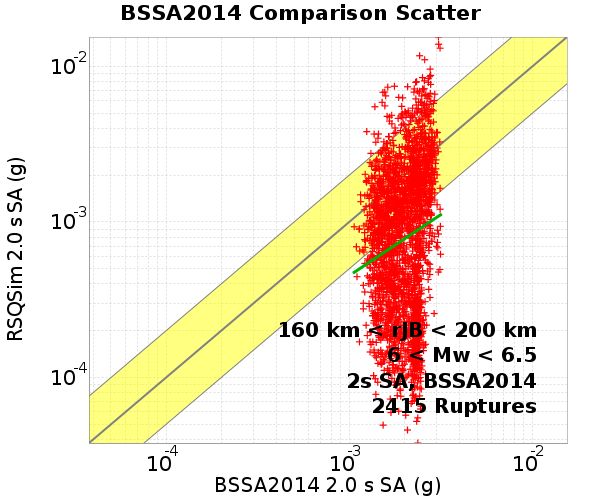 BSSA2014 Comparison Scatter
RSQSim 2.0 s SA (g)
10-2
10-3
10-4
160 km < rJB < 200 km
6 < Mw < 6.5
2s SA, BSSA2014
2415 Ruptures
10-4
10-3
10-2
BSSA2014 2.0 s SA (g)